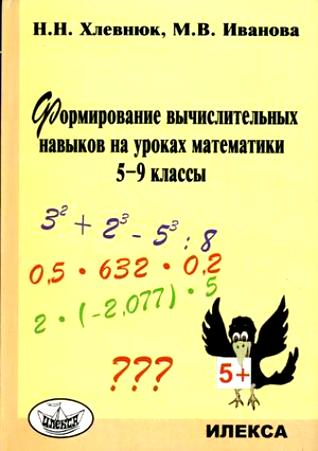 Н.Н. Хлевнюк, М.В. Иванова
Формирование вычислительных
навыков на уроках математики
5–9 классы
3² + 2³ - 5³ : 8
0,5 • 632 • 0,2
2 • (-2,077) • 5
???
5+
ИЛЕКСА
ИЛЕКСА